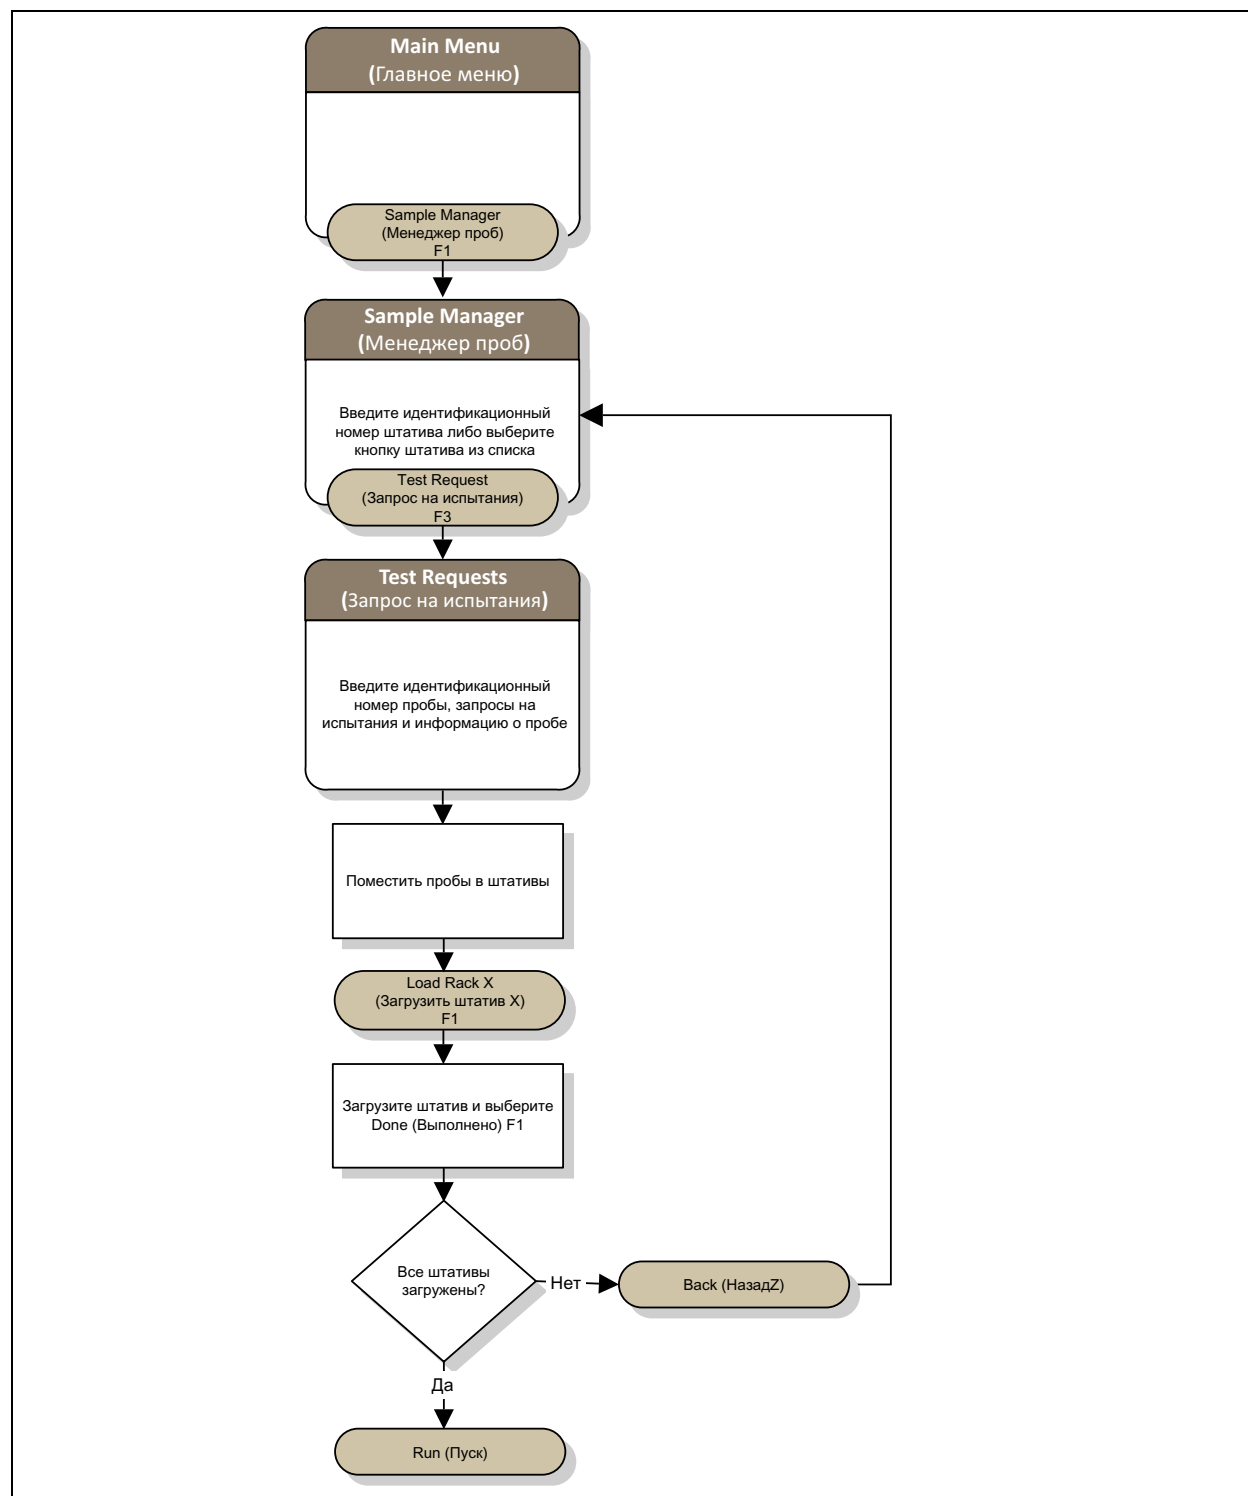 Main Menu
(Главное меню)
Sample Manager
(Менеджер проб)
F1
Sample Manager
(Менеджер проб)
Введите идентификационный
номер штатива либо выберите
кнопку штатива из списка
Test Request
(Запрос на испытания)
F3
Test Requests
(Запрос на испытания)
Введите идентификационный
номер пробы, запросы на
испытания и информацию о пробе
Поместить пробы в штативы
Load Rack X
(Загрузить штатив X)
F1
Загрузите штатив и выберите
Done (Выполнено) F1
Все штативы
загружены?
Нет
Back (НазадZ)
Да
Run (Пуск)